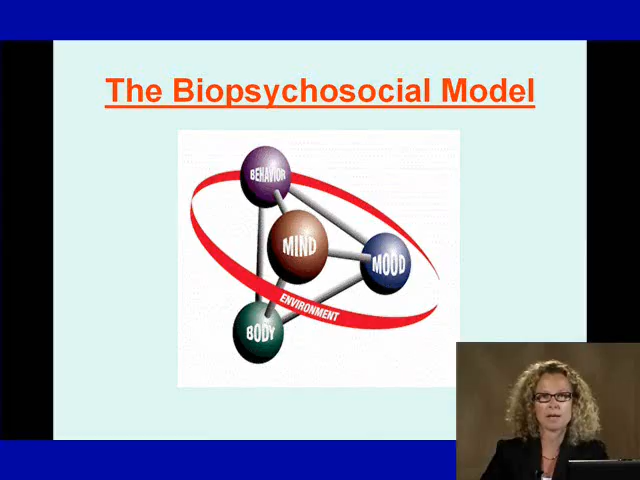 The Biopsychosocial Model
BEHAVIOR
MIND
MOOD
ENVIRONMENT
BODY